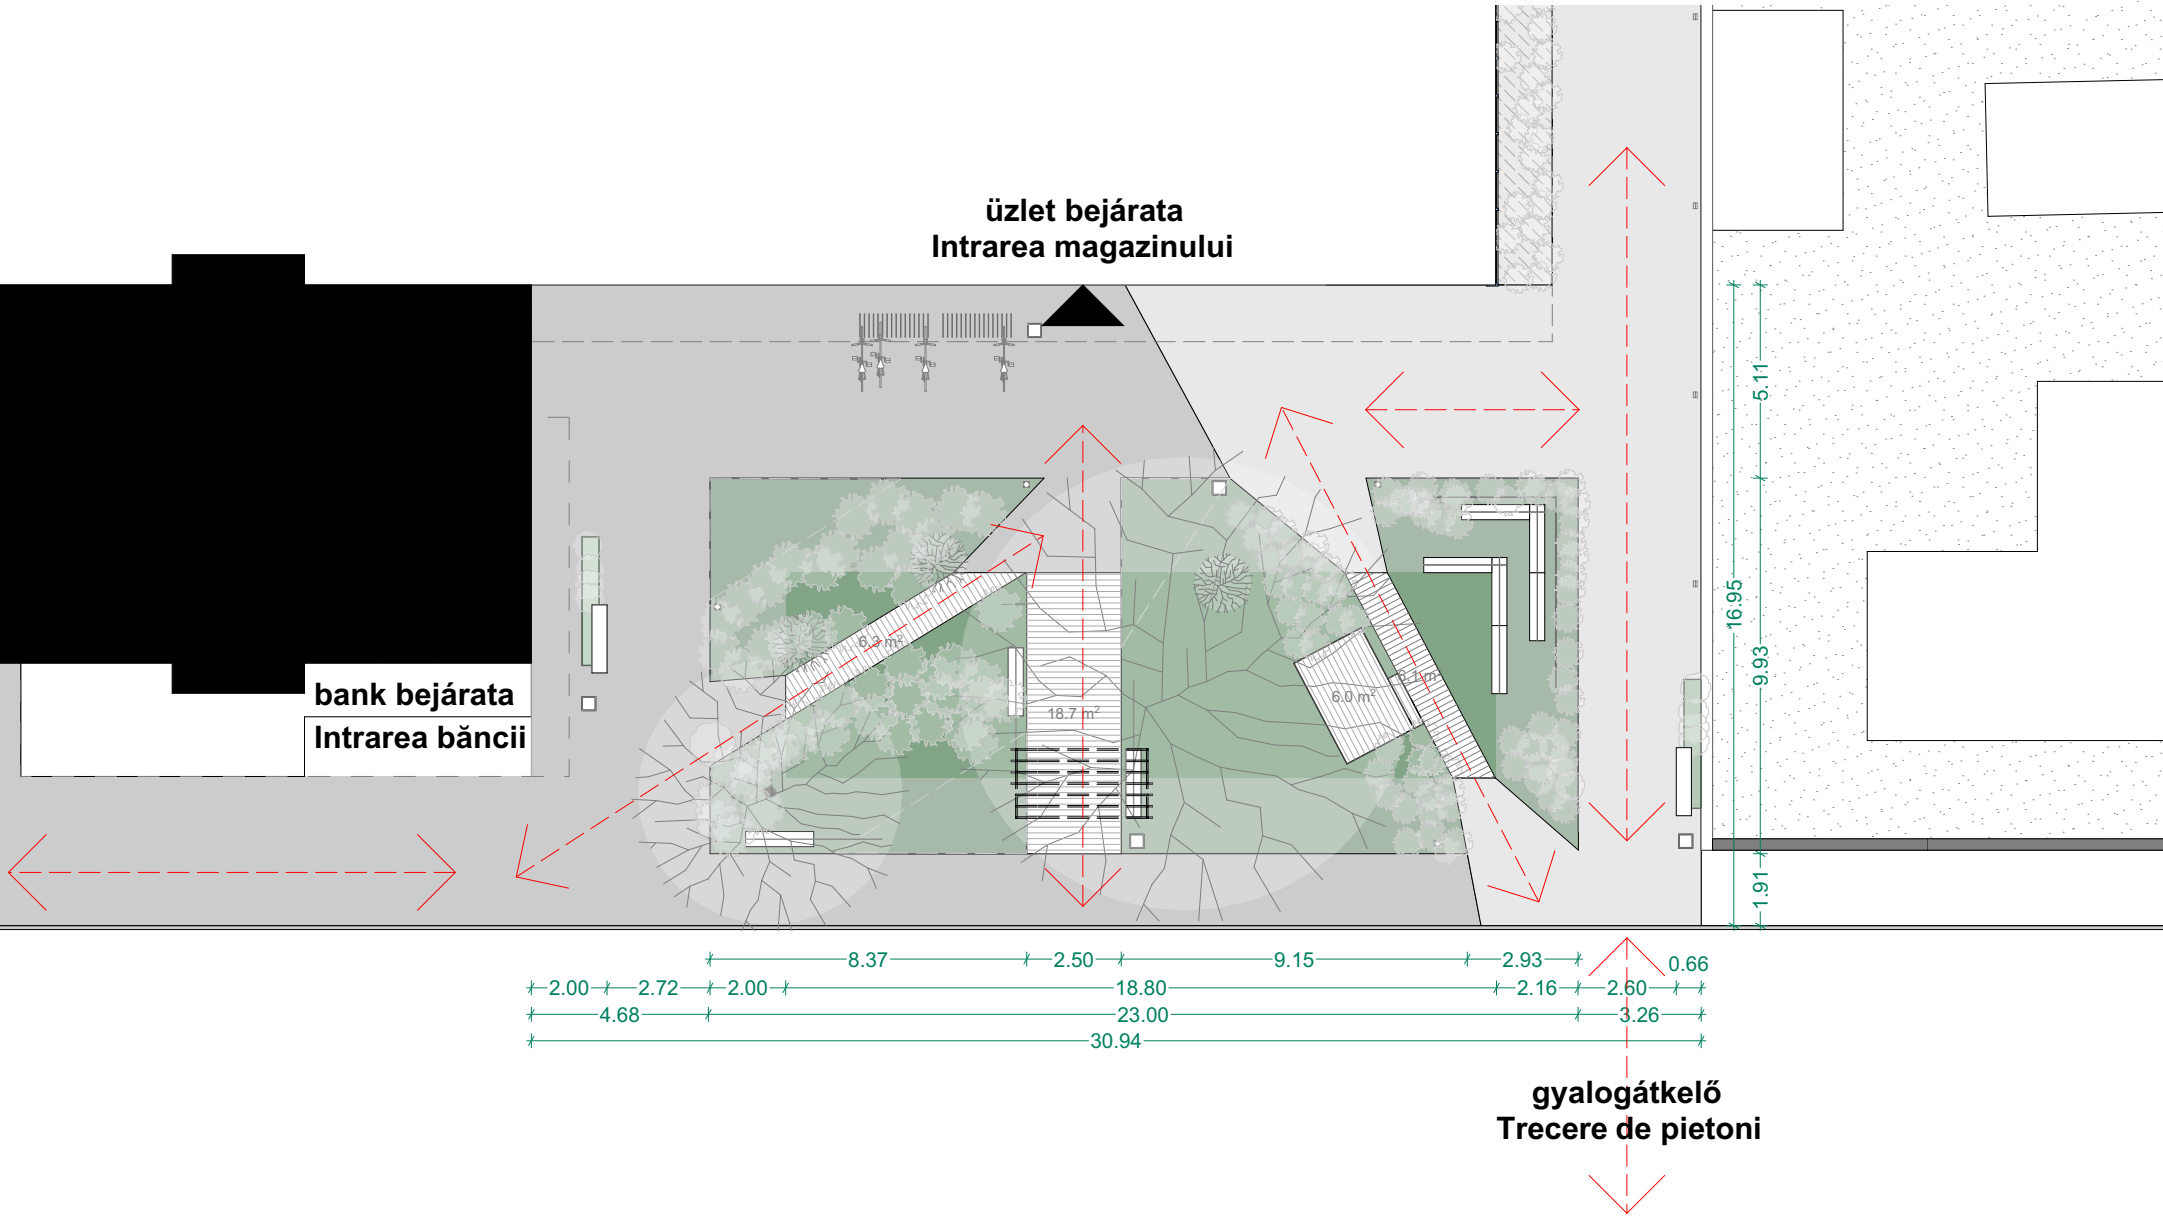 üzlet bejárata
Intrarea magazinului
5.11
16.95
9.93
6.3 m²
6.0 m²
18.7 m²
bank bejárata
Intrarea băncii
1.91
8.37
2.50
9.15
2.93
0.66
2.00
2.72
2.00
18.80
2.16
2.60
4.68
23.00
3.26
30.94
gyalogátkelő
Trecere de pietoni